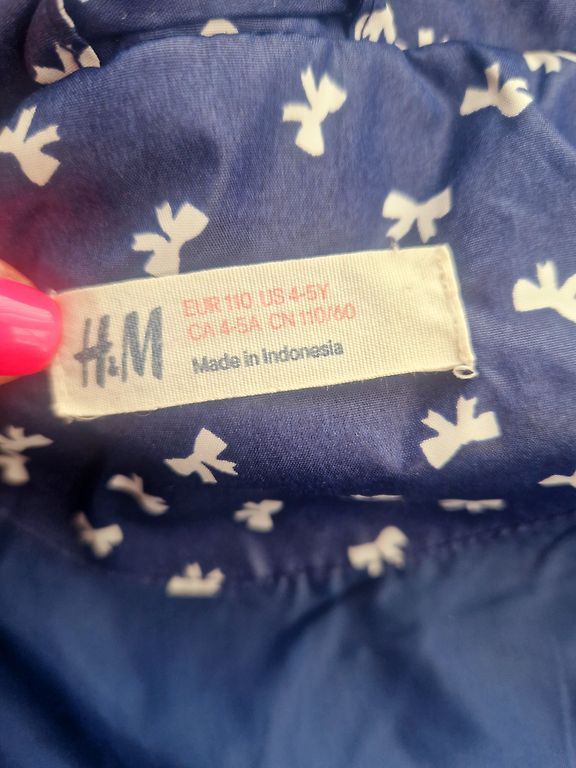 H&M
EUR 110 US 4-5Y
CA 4-5A CN 110/60
Made in Indonesia